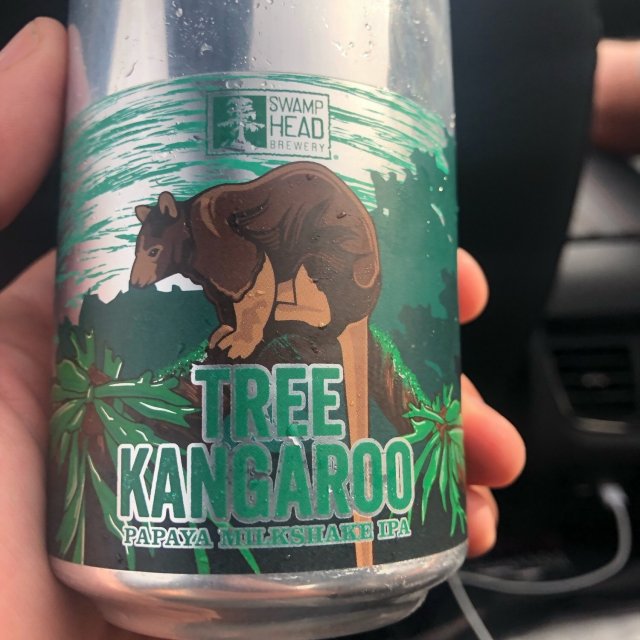 SWAMP
HEAD
BREWERY
TREE
KANGAROO
PAPAYA MILKSHAKE IPA